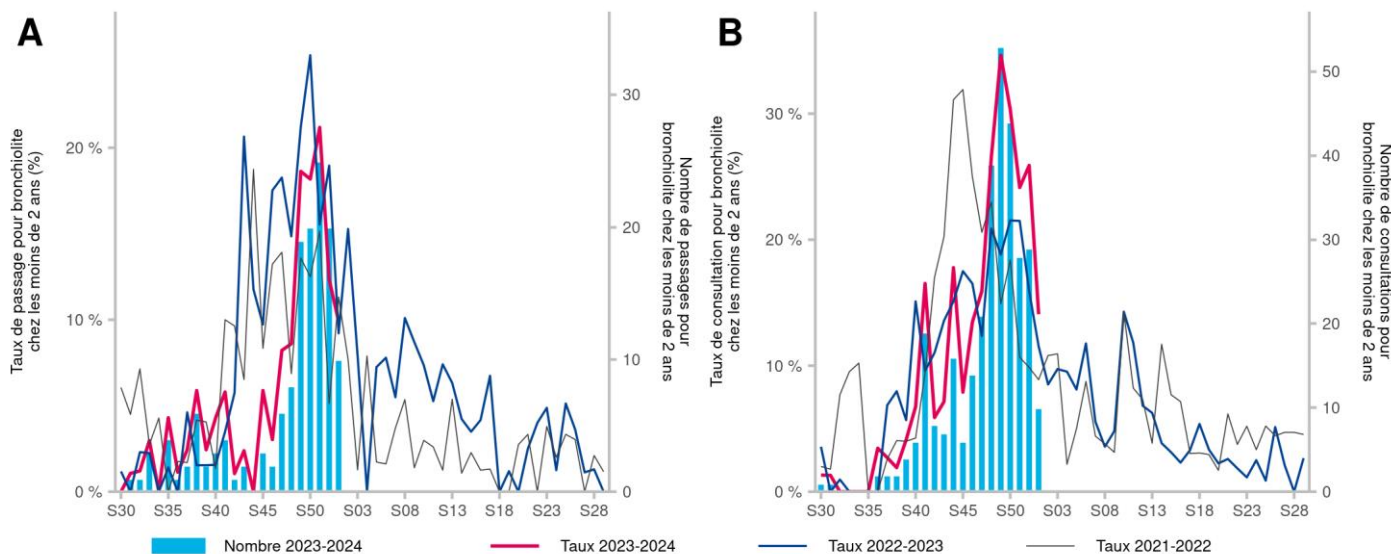 A
Taux de passage pour bronchiolite
chez les moins de 2 ans (%)
20 %
10 %
0 %
30
20
10
0
Nombre de passages pour
bronchiolite chez les moins de 2 ans
S30 S35 S40 S45 S50 S03 S08 S13 S18 S23 S28
B
Taux de consultation pour bronchiolite
chez les moins de 2 ans (%)
30 %
20 %
10 %
0 %
50
40
30
20
10
0
Nombre de consultations pour
bronchiolite chez les moins de 2 ans
S30 S35 S40 S45 S50 S03 S08 S13 S18 S23 S28
Nombre 2023-2024 Taux 2023-2024 Taux 2022-2023 Taux 2021-2022